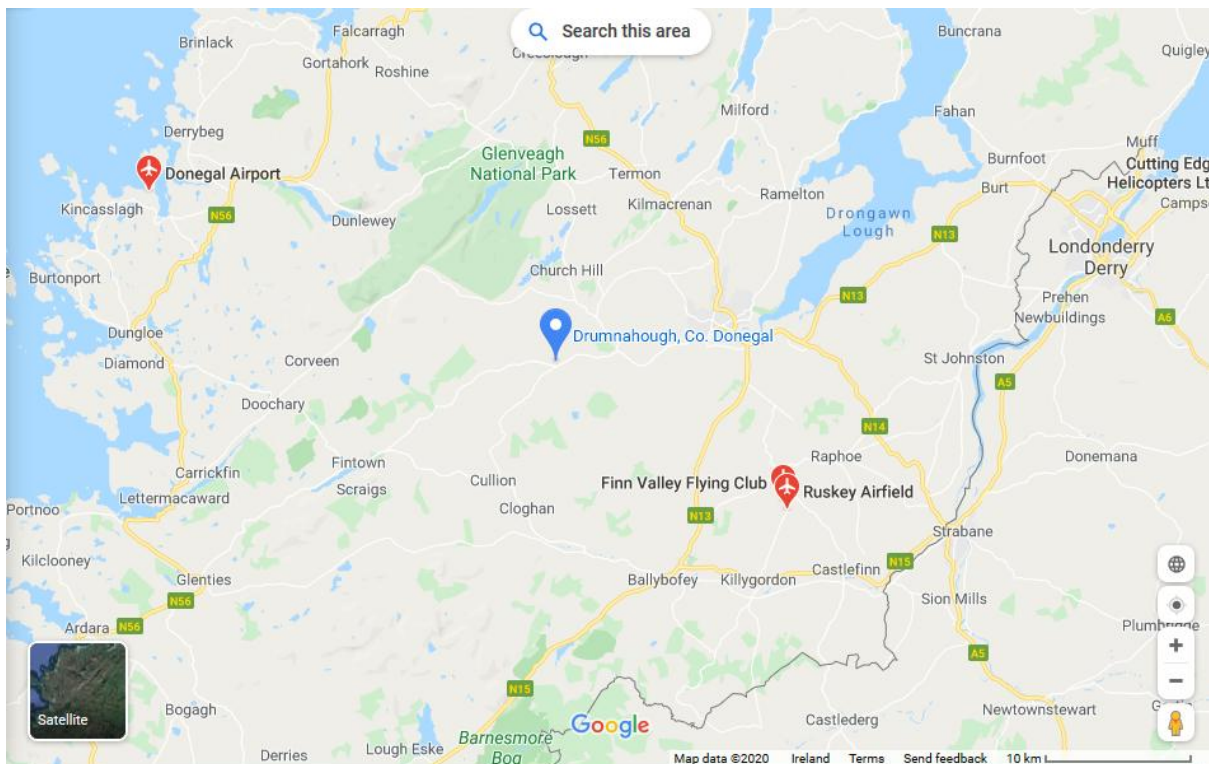 Search this area
Brinlack
Falcarragh
Gortahork
Roshine
Buncrana
Quigley
Milford
Fahan
Derrybeg
N56
Muff
Glenveagh
National Park
Termon
Burnfoot
Cutting Edg
Helicopters Lt
Donegal Airport
Ramelton
Burt
Campse
Kincasslagh
N56
Dunlewey
Lossett
Kilmacrenan
Drongawn
Lough
N13
Londonderry
Derry
Burtonport
Church Hill
N13
Prehen
Newbuildings
A6
Dungloe
Drumnahough, Co. Donegal
Diamond
Corveen
St Johnston
A5
Doochary
N14
Raphoe
Donemana
Carrickfin
Fintown
Cullion
Finn Valley Flying Club
Ruskey Airfield
Lettermacaward
Scraigs
Cloghan
N13
Portnoo
Strabane
Kilclooney
Glenties
Ballybofey
Killygordon
Castlefinn
N15
N56
Sion Mills
Ardara
N56
Plumbridge
A5
N15
Satellite
Bogagh
Google
Castlederg
Newtownstewart
Derries
Lough Eske
Barnesmore
Bog
Map data ©2020
Ireland
Terms
Send feedback
10 km